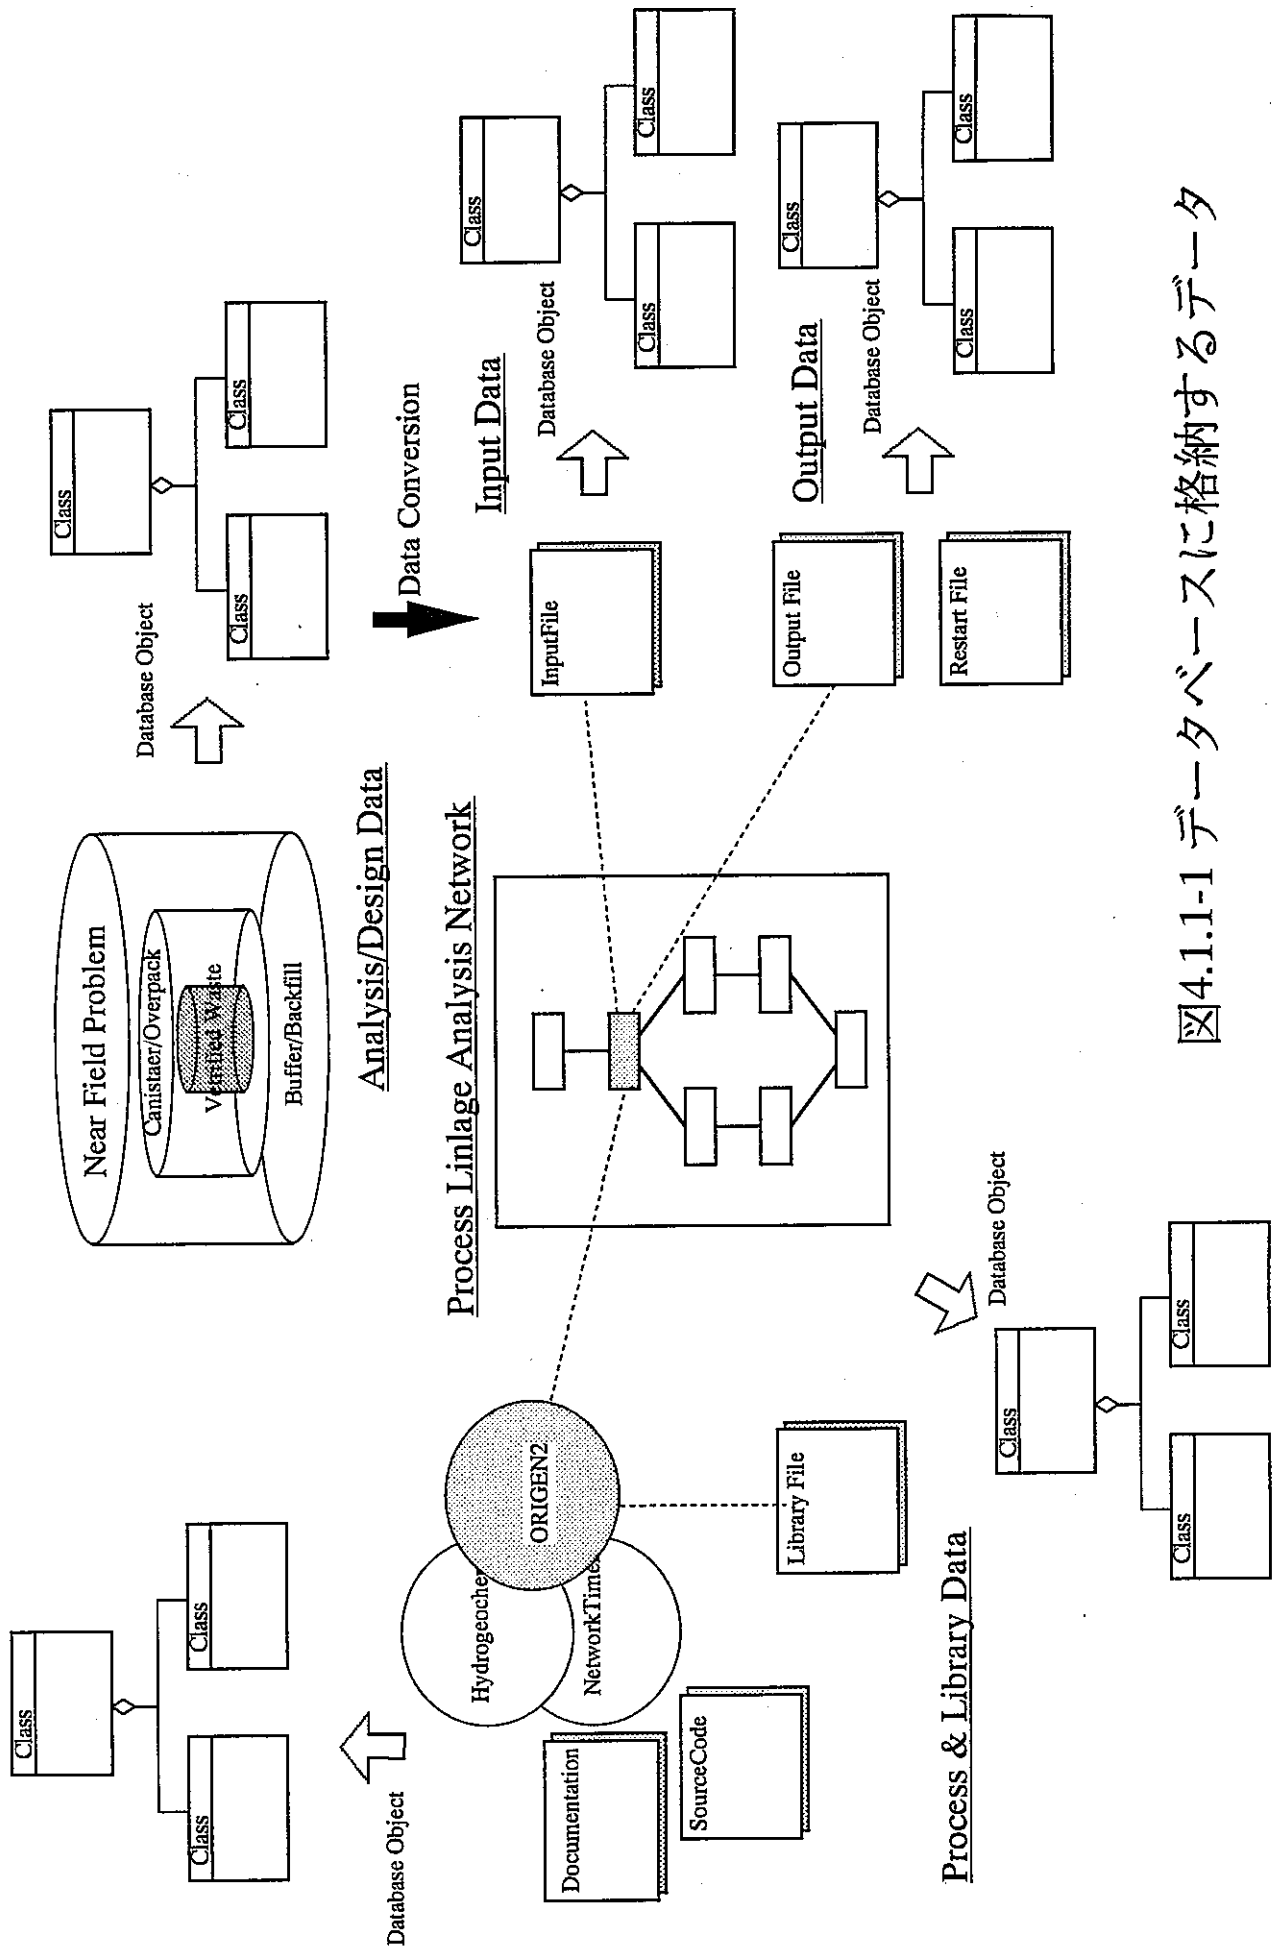 Class
Class
Class
Database Object
Near Field Problem
Canistaer/Overpack
Vetrified Waste
Buffer/Backfill
Analysis/Design Data
Database Object
Class
Class
Class
Data Conversion
Hydrogeochem
ORIGEN2
NetworkTime
Documentation
SourceCode
Library File
Process & Library Data
Process Linlage Analysis Network
Database Object
Class
Class
Class
Input Data
InputFile
Database Object
Class
Class
Class
Output Data
Output File
Restart File
Database Object
Class
Class
Class
図4.1.1-1 データベースに格納するデータ